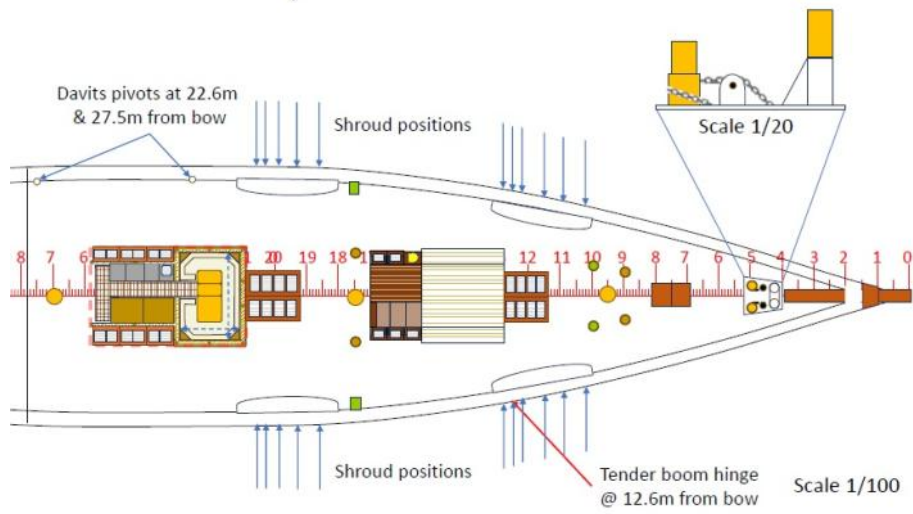 Davits pivots at 22.6m
& 27.5m from bow
Shroud positions
Scale 1/20
8 7 6 1 20 19 18 1 12 10 9 8 7 6 5 4 3 2 1 0
Shroud positions
Tender boom hinge
@ 12.6m from bow
Scale 1/100